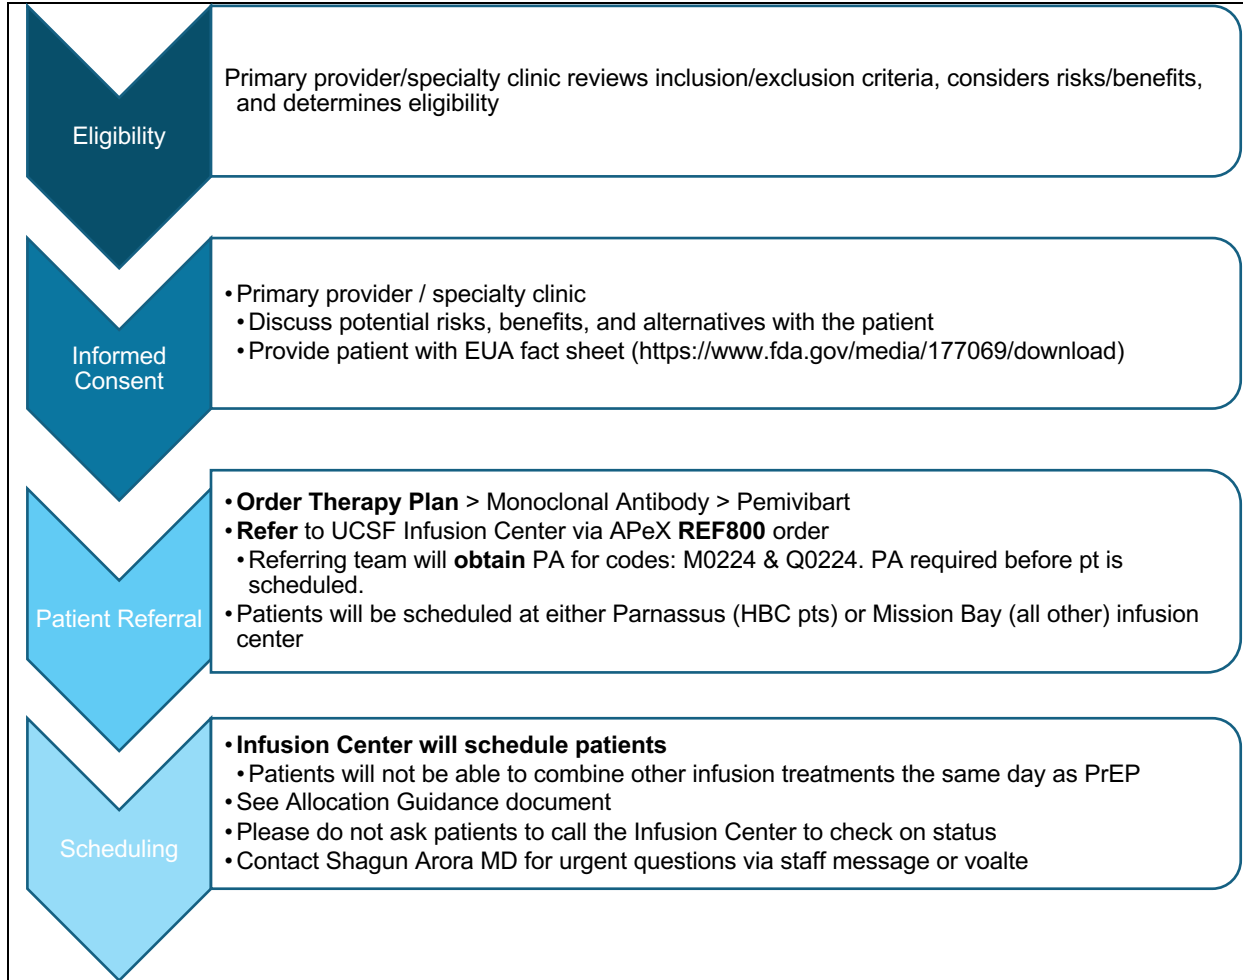 Eligibility
Primary provider/specialty clinic reviews inclusion/exclusion criteria, considers risks/benefits,
and determines eligibility
Informed
Consent
•Primary provider / specialty clinic
•Discuss potential risks, benefits, and alternatives with the patient
•Provide patient with EUA fact sheet (https://www.fda.gov/media/177069/download)
Patient Referral
•Order Therapy Plan > Monoclonal Antibody > Pemivibart
•Refer to UCSF Infusion Center via APeX REF800 order
•Referring team will obtain PA for codes: M0224 & Q0224. PA required before pt is
scheduled.
•Patients will be scheduled at either Parnassus (HBC pts) or Mission Bay (all other) infusion
center
Scheduling
•Infusion Center will schedule patients
•Patients will not be able to combine other infusion treatments the same day as PrEP
•See Allocation Guidance document
•Please do not ask patients to call the Infusion Center to check on status
•Contact Shagun Arora MD for urgent questions via staff message or voalte